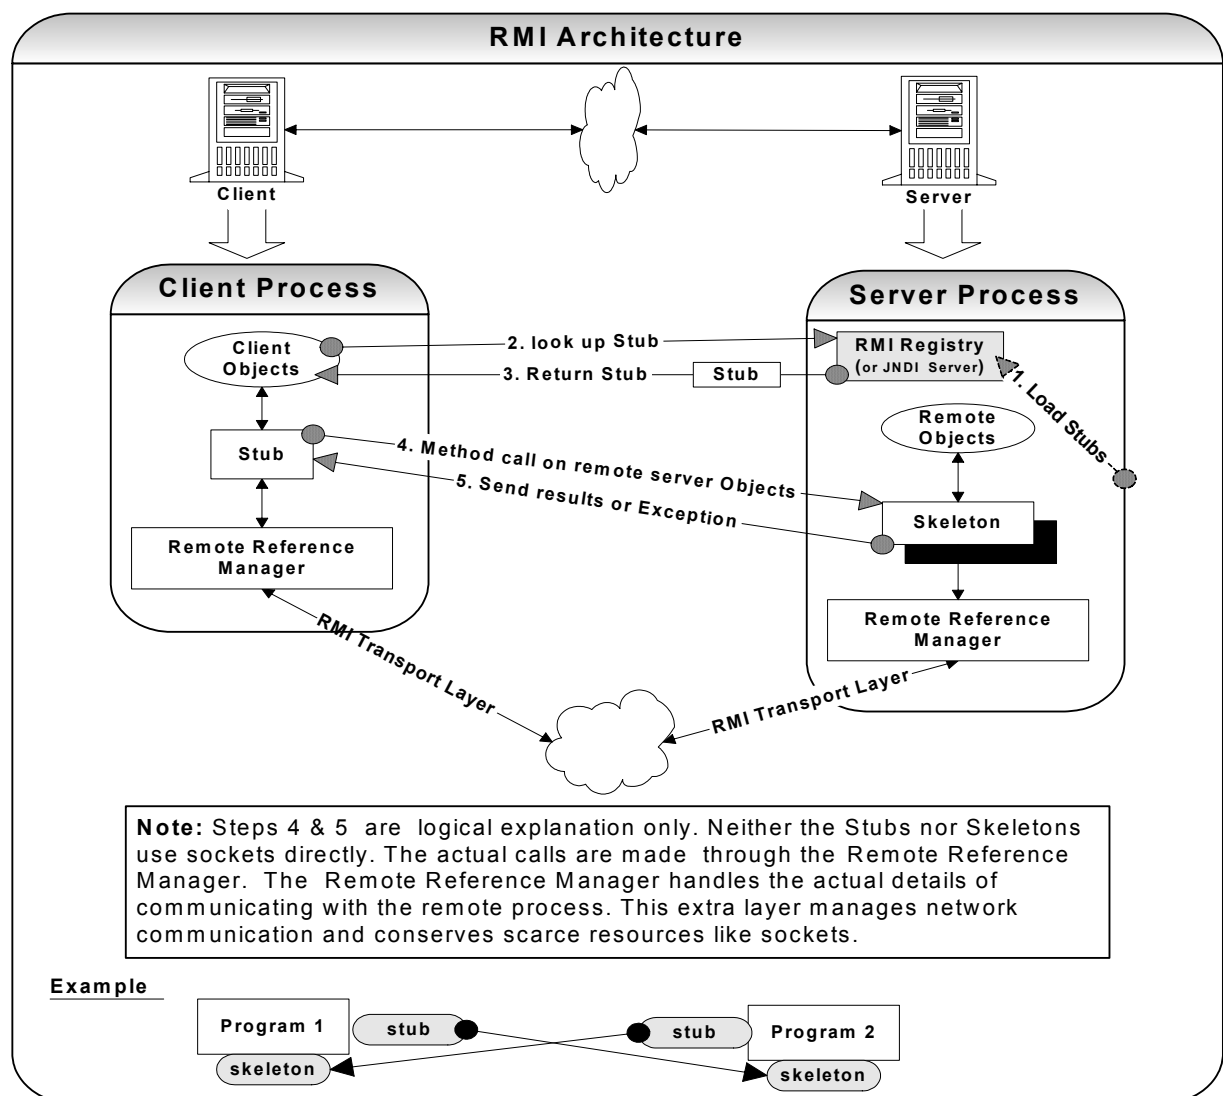 RMI Architecture
Client
Server
Client Process
Server Process
Client
Objects
2. look up Stub
RMI Registry
(or JNDI Server)
3. Return Stub
Stub
1. Load Stubs
Remote
Objects
Stub
4. Method call on remote server Objects
5. Send results or Exception
Skeleton
Remote Reference
Manager
Remote Reference
Manager
RMI Transport Layer
RMI Transport Layer
Note: Steps 4 & 5 are logical explanation only. Neither the Stubs nor Skeletons
use sockets directly. The actual calls are made through the Remote Reference
Manager. The Remote Reference Manager handles the actual details of
communicating with the remote process. This extra layer manages network
communication and conserves scarce resources like sockets.
Example
Program 1
stub
stub
Program 2
skeleton
skeleton